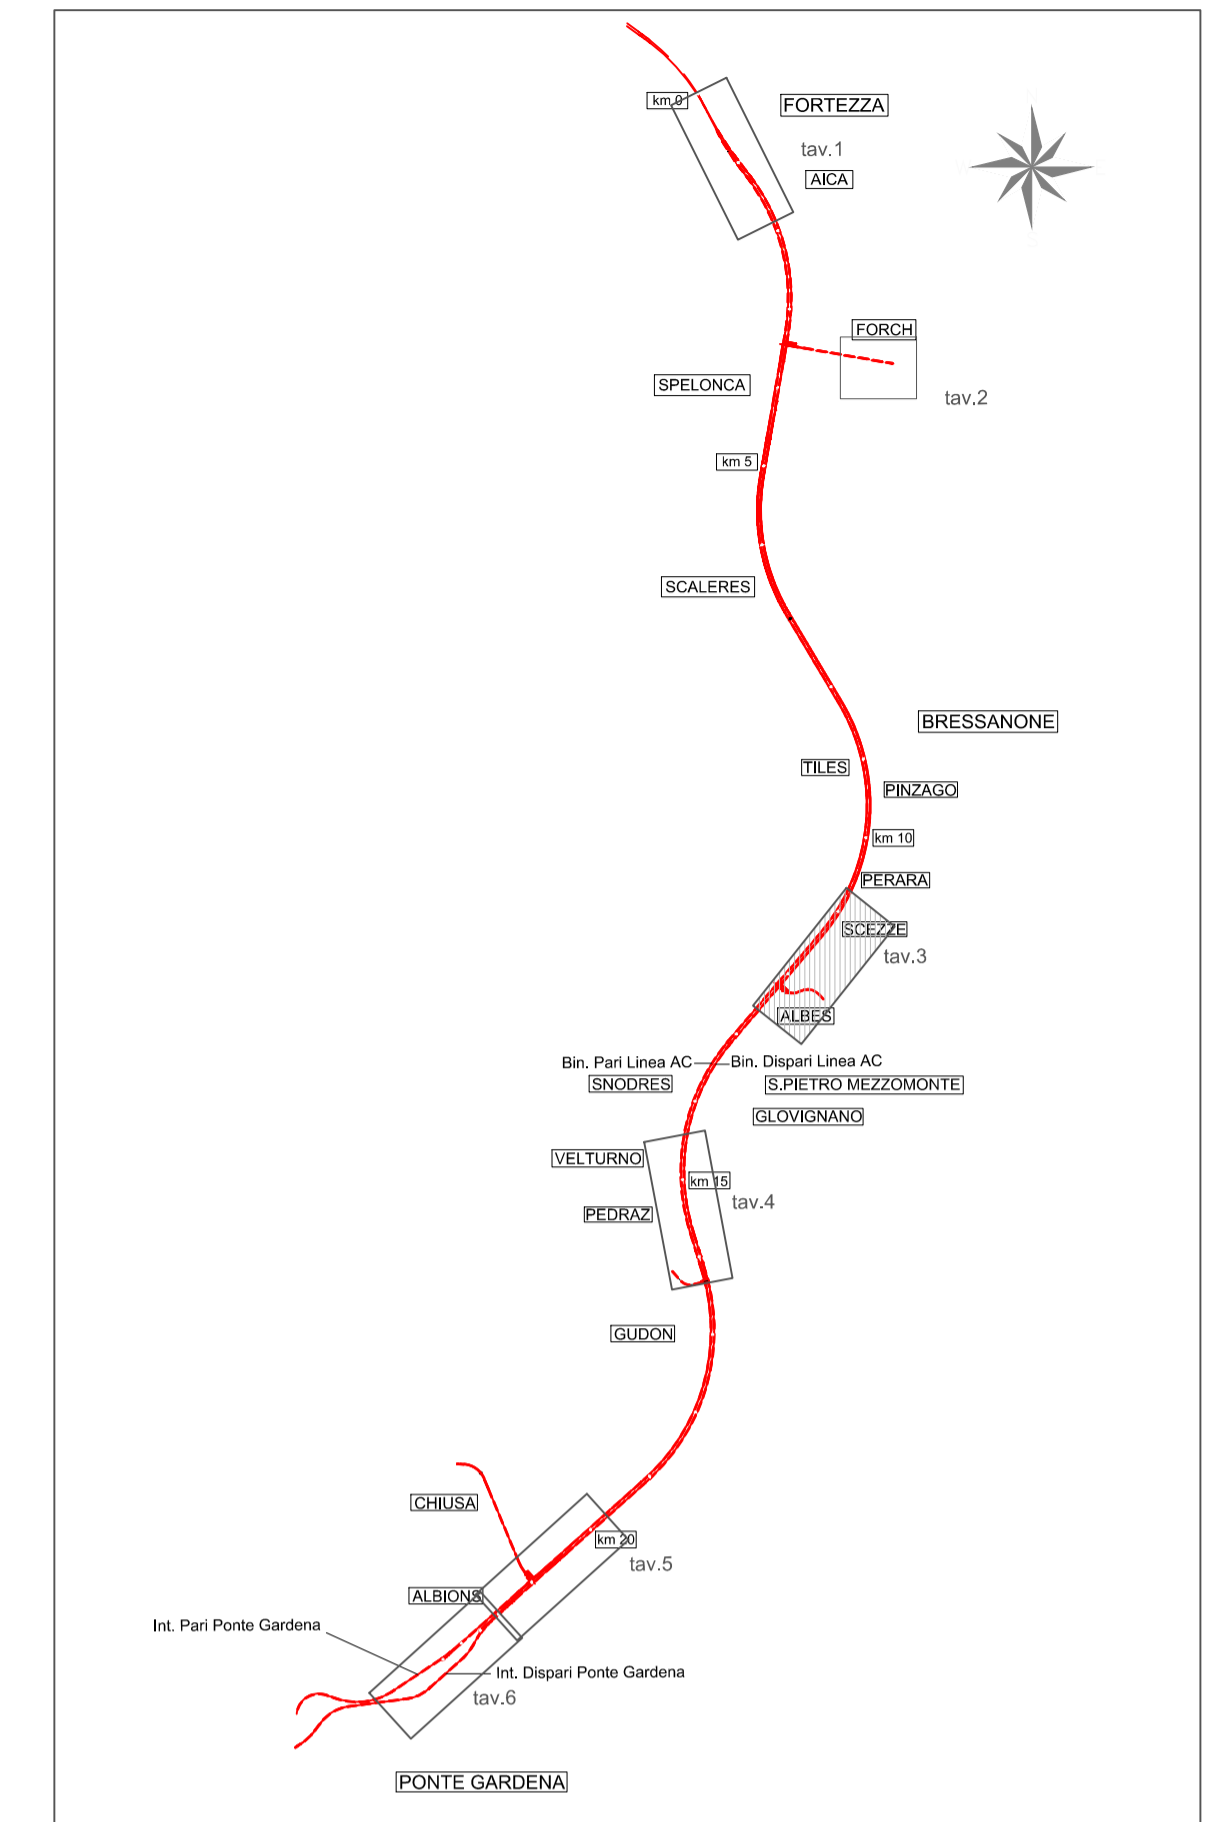 km 0
FORTEZZA
tav.1
AICA
FORCH
SPELONCA
tav.2
km 5
SCALERES
BRESSANONE
TILES
PINZAGO
km 10
PERARA
SCEZZE
tav.3
ALBES
Bin. Pari Linea AC
Bin. Dispari Linea AC
SNODRES
S.PIETRO MEZZOMONTE
GLOVIGNANO
VELTURNO
km 15
tav.4
PEDRAZ
GUDON
CHIUSA
km 20
tav.5
ALBIONS
Int. Pari Ponte Gardena
Int. Dispari Ponte Gardena
tav.6
PONTE GARDENA